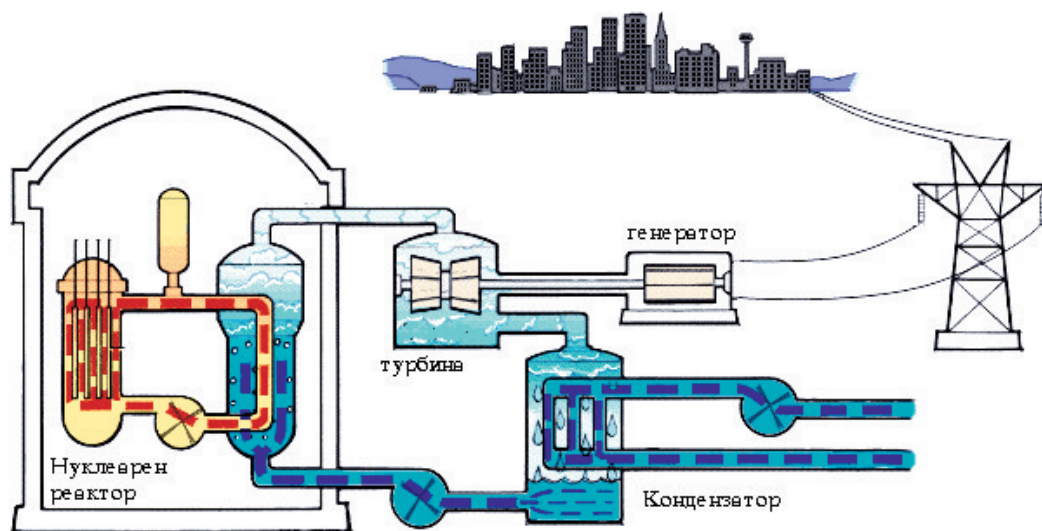 генератор
турбина
Нуклеарен
реактор
Кондензатор